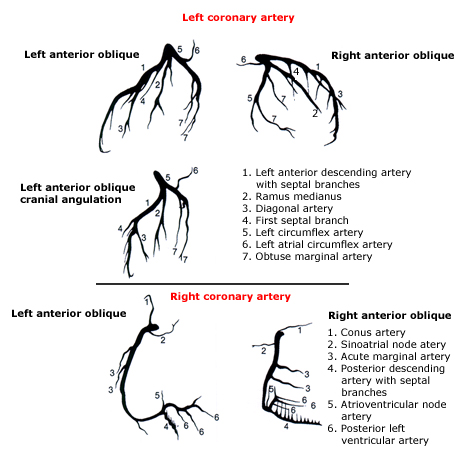 Left coronary artery
Left anterior oblique
5
6
1
2
4
3
7
7
Right anterior oblique
6
4
1
5
7
3
2
7
Left anterior oblique
cranial angulation
6
5
1
2
4
3
7
7
1. Left anterior descending artery
with septal branches
2. Ramus medianus
3. Diagonal artery
4. First septal branch
5. Left circumflex artery
6. Left atrial circumflex artery
7. Obtuse marginal artery
Right coronary artery
Left anterior oblique
1
2
3
3
5
4
6
6
6
Right anterior oblique
1
2
3
3
5
6
6
6
4
1. Conus artery
2. Sinoatrial node atery
3. Acute marginal artery
4. Posterior descending
artery with septal
branches
5. Atrioventricular node
artery
6. Posterior left
ventricular artery